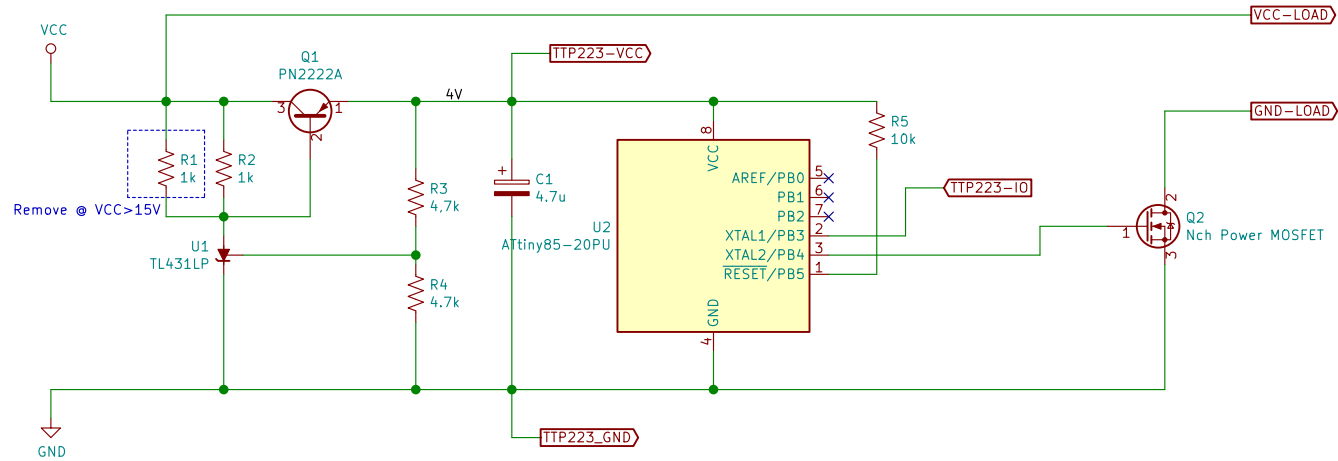 VCC-LOAD
VCC
Q1
PN2222A
TTP223-VCC
3
1
2
4V
GND-LOAD
R5
10k
8
VCC
R1
1k
R2
1k
Remove @ VCC>15V
R3
4,7k
C1
4.7u
+
AREF/PB0
5
PB1
6
PB2
7
XTAL1/PB3
2
XTAL2/PB4
3
RESET/PB5
1
TTP223-IO
U2
ATtiny85-20PU
2
1
3
Q2
Nch Power MOSFET
U1
TL431LP
R4
4.7k
GND
4
TTP223_GND
GND